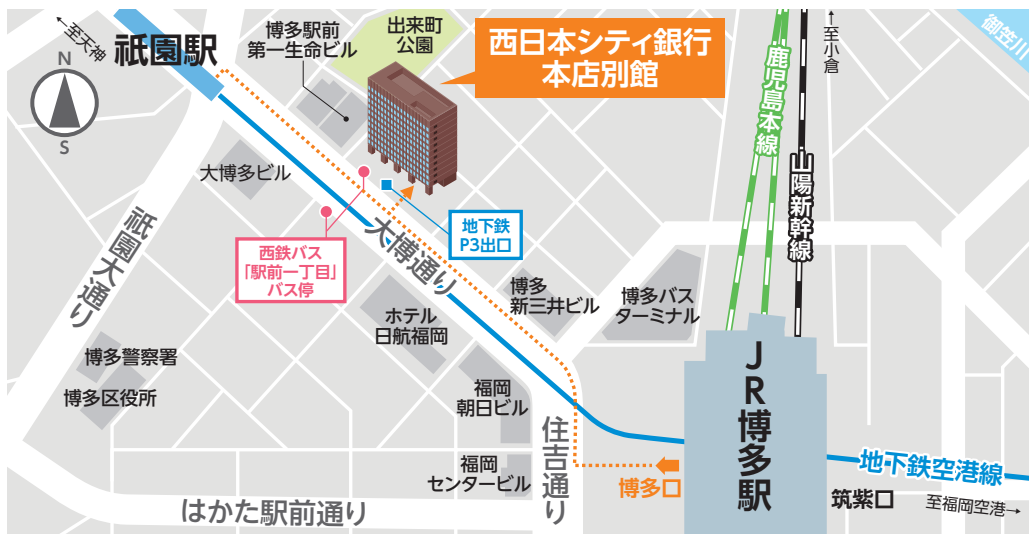 ←至天神
祇園駅
N
S
博多駅前
第一生命ビル
出来町
公園
西日本シティ銀行
本店別館
↑至小倉
御笠川
鹿児島本線
山陽新幹線
大博多ビル
祇園大通り
西鉄バス
「駅前一丁目」
バス停
地下鉄
P3出口
大博通り
博多
新三井ビル
博多バス
ターミナル
ホテル
日航福岡
博多警察署
博多区役所
福岡
朝日ビル
福岡
センタービル
住吉通り
はかた駅前通り
博多口
JR博多駅
筑紫口
地下鉄空港線
至福岡空港→